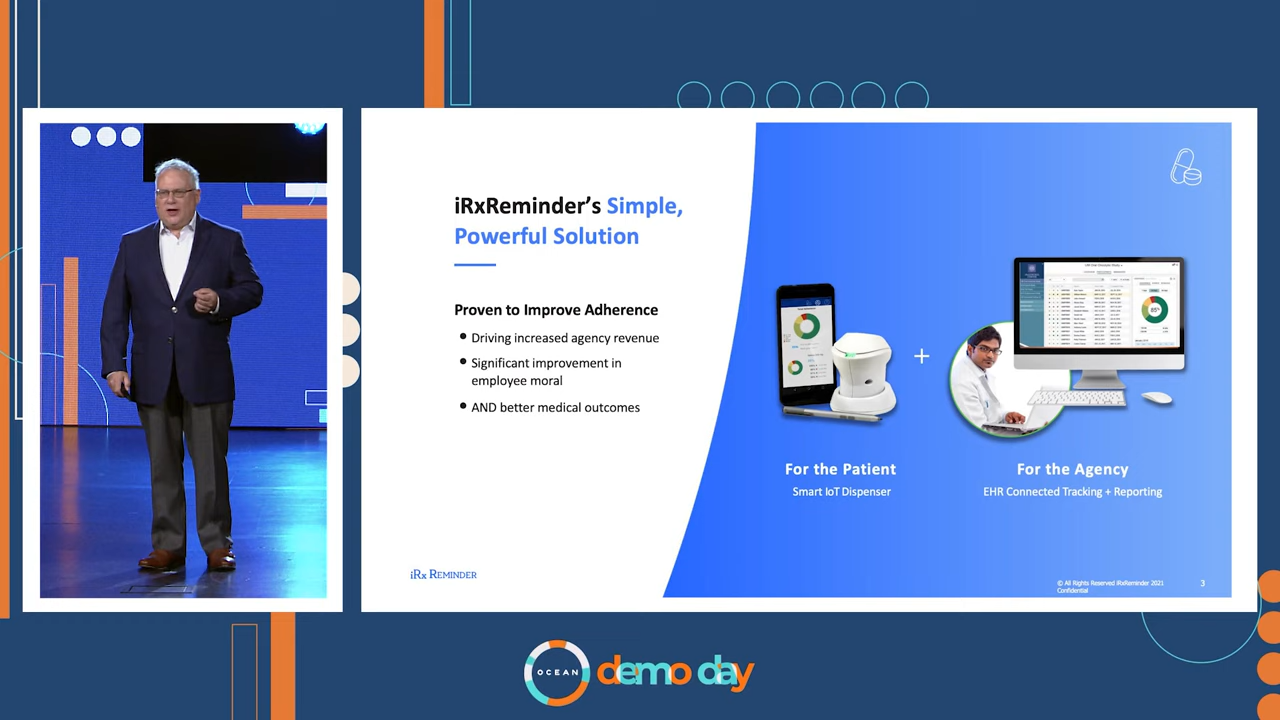 iRxReminder's Simple,
Powerful Solution
Proven to Improve Adherence
Driving increased agency revenue
Significant improvement in
employee moral
AND better medical outcomes
85%
+
For the Patient
Smart IoT Dispenser
For the Agency
EHR Connected Tracking + Reporting
iRx REMINDER
© All Rights Reserved IRxReminder 2021
Confidential
3
OCEAN demo day